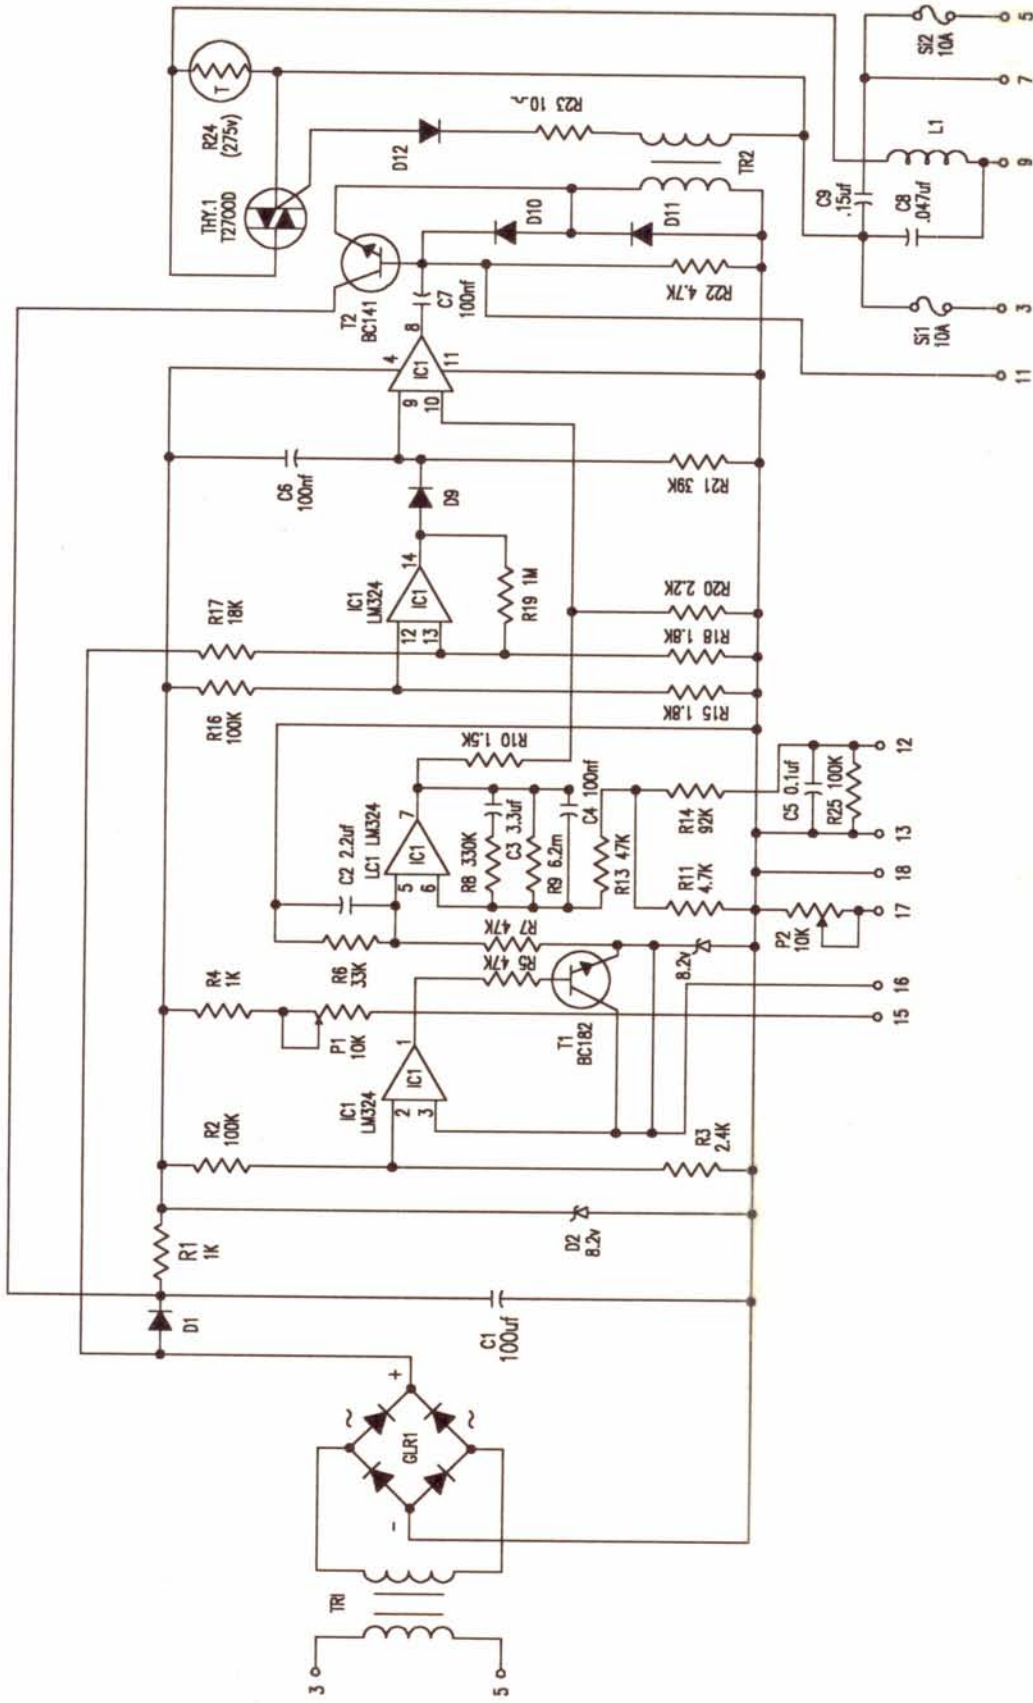 3
5
TRI
~
~
+
-
GLR1
D1
C1
100uf
R1
1K
D2
8.2v
R2
100K
R3
2.4K
IC1
LM324
2
3
IC1
1
R4
1K
P1
10K
R5 47K
T1
BC182
R6
33K
R7 47K
8.2v
C2 2.2uf
LC1 LM324
5
6
IC1
7
R8 330K
C3
3.3uf
R9 6.2m
C4 100nf
R10 1.5K
R13 47K
R11
4.7K
R14
92K
P2
10K
C5 0.1uf
R25 100K
15
16
17
18
13
12
R16
100K
R17
18K
R15 1.8K
R18 1.8K
R20 2.2K
IC1
LM324
12
13
IC1
14
R19 1M
D9
C6
100nf
R21 39K
9
10
4
11
IC1
8
C7
100nf
T2
BC141
R22 4.7K
D10
D11
TR2
D12
R23 10
THY.1
T2700D
R24
(275v)
T
C9
.15uf
C8
.047uf
L1
Si1
10A
Si2
10A
11
3
9
7
5